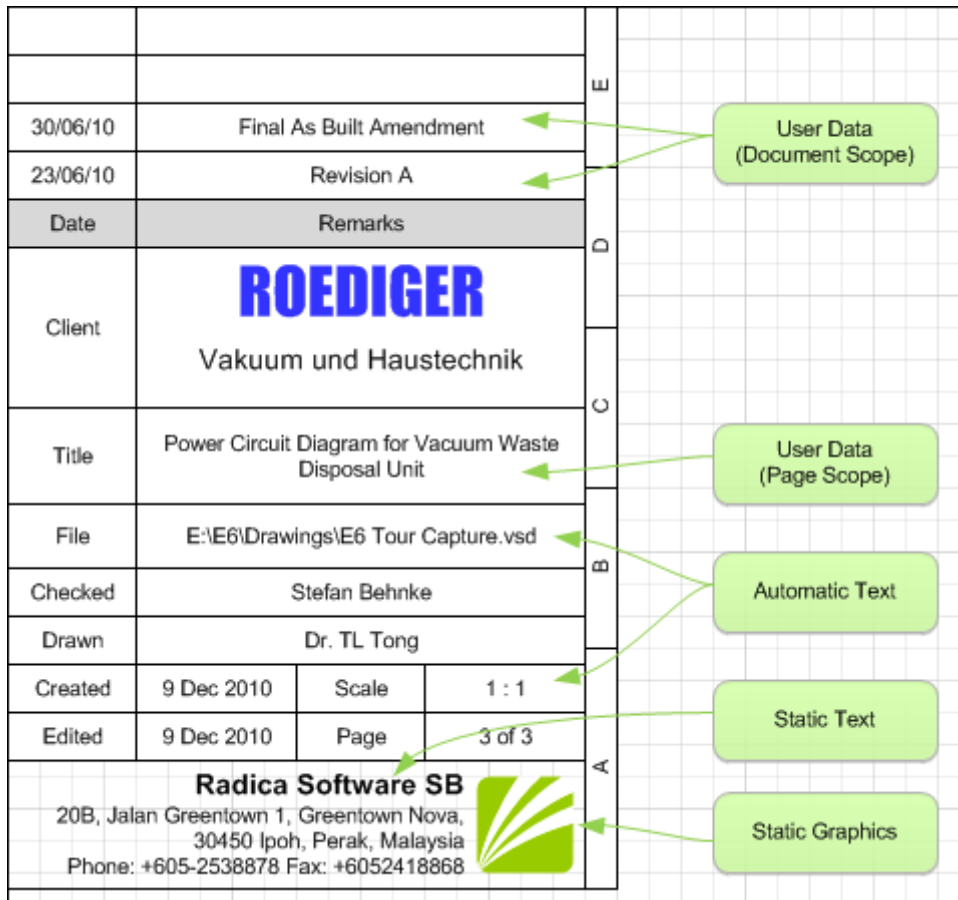 E
30/06/10 Final As Built Amendment
User Data
(Document Scope)
23/06/10 Revision A
Date Remarks
D
ROEDIGER
Client
Vakuum und Haustechnik
C
Title
Power Circuit Diagram for Vacuum Waste
Disposal Unit
User Data
(Page Scope)
File E:\E6\Drawings\E6 Tour Capture.vsd
B
Checked Stefan Behnke
Automatic Text
Drawn Dr. TL Tong
Created 9 Dec 2010 Scale 1 : 1
Edited 9 Dec 2010 Page 3 of 3
Static Text
A
Radica Software SB
20B, Jalan Greentown 1, Greentown Nova,
30450 Ipoh, Perak, Malaysia
Phone: +605-2538878 Fax: +6052418868
Static Graphics